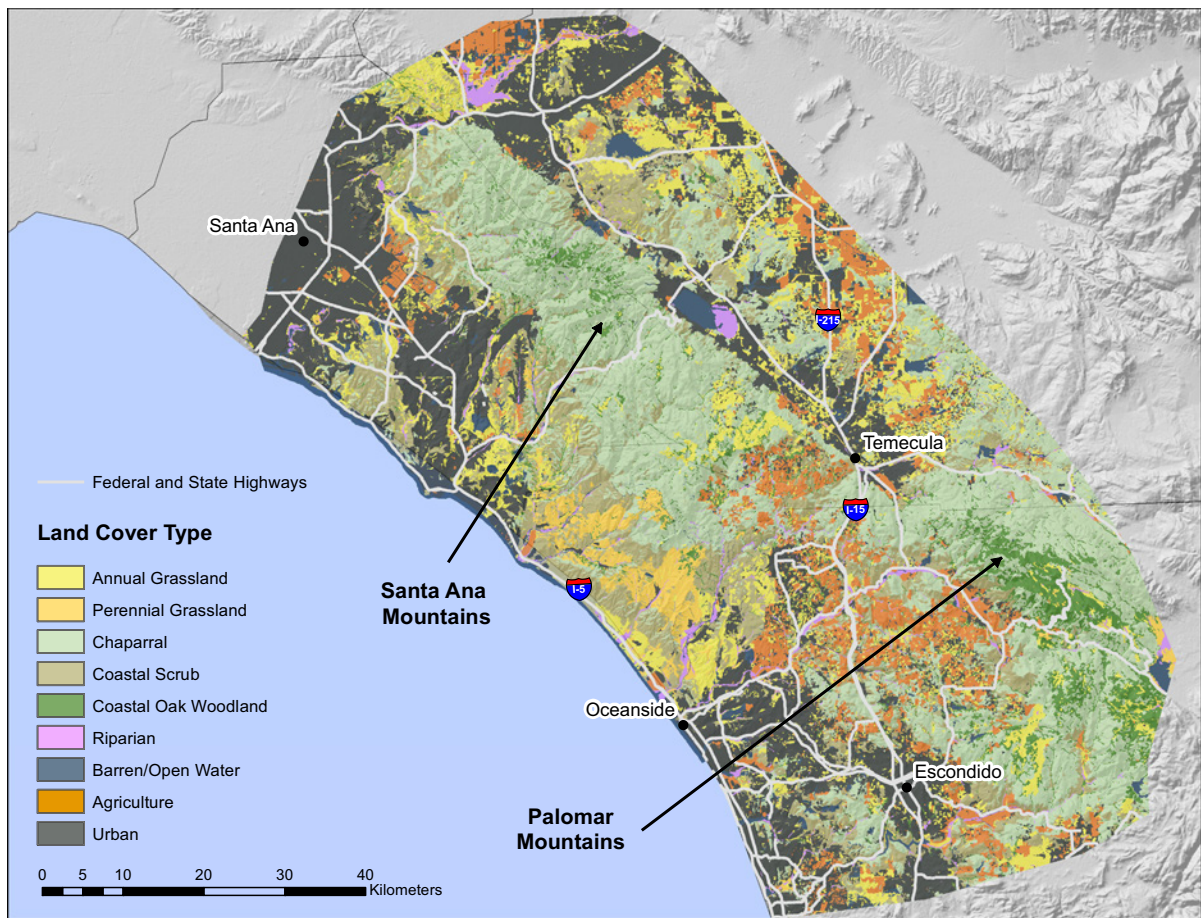 Santa Ana
I-215
Temecula
Federal and State Highways
I-15
Land Cover Type
Annual Grassland
Perennial Grassland
Chaparral
Coastal Scrub
Coastal Oak Woodland
Riparian
Barren/Open Water
Agriculture
Urban
Santa Ana
Mountains
I-5
Oceanside
Escondido
Palomar
Mountains
0 5 10 20 30 40
Kilometers